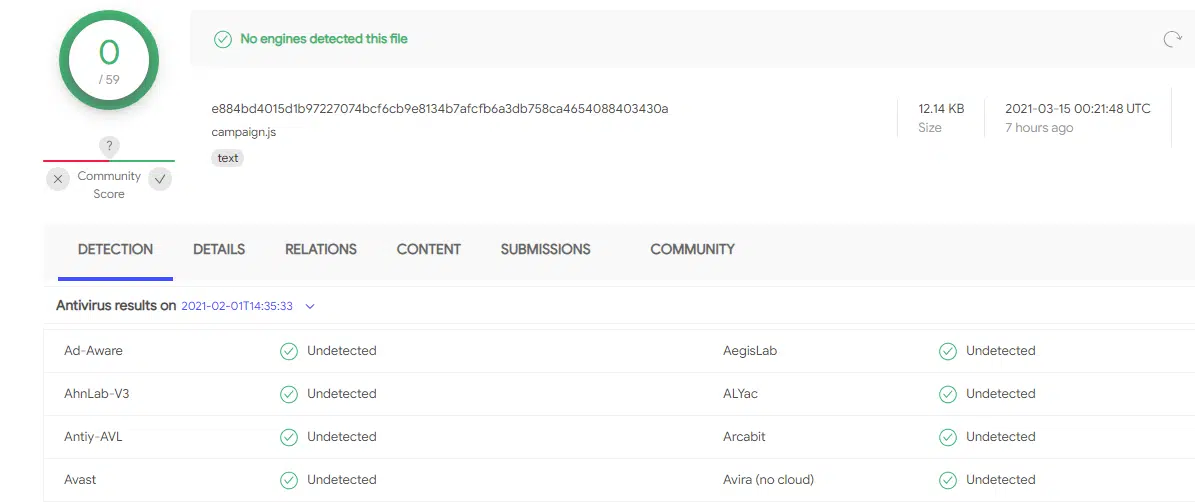 0
/ 59
No engines detected this file
e884bd4015d1b97227074bcf6cb9e8134b7afcfb6a3db758ca4654088403430a
campaign.js
text
12.14 KB
Size
2021-03-15 00:21:48 UTC
7 hours ago
?
Community
Score
DETECTION DETAILS RELATIONS CONTENT SUBMISSIONS COMMUNITY
Antivirus results on 2021-02-01T14:35:33
Ad-Aware Undetected AegisLab Undetected
AhnLab-V3 Undetected ALYac Undetected
Antiy-AVL Undetected Arcabit Undetected
Avast Undetected Avira (no cloud) Undetected